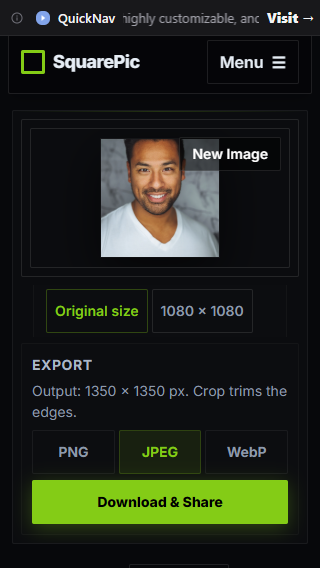 QuickNav highly customizable, and Visit →
SquarePic
Menu ☰
New Image
Original size
1080 × 1080
EXPORT
Output: 1350 × 1350 px. Crop trims the
edges.
PNG
JPEG
WebP
Download & Share